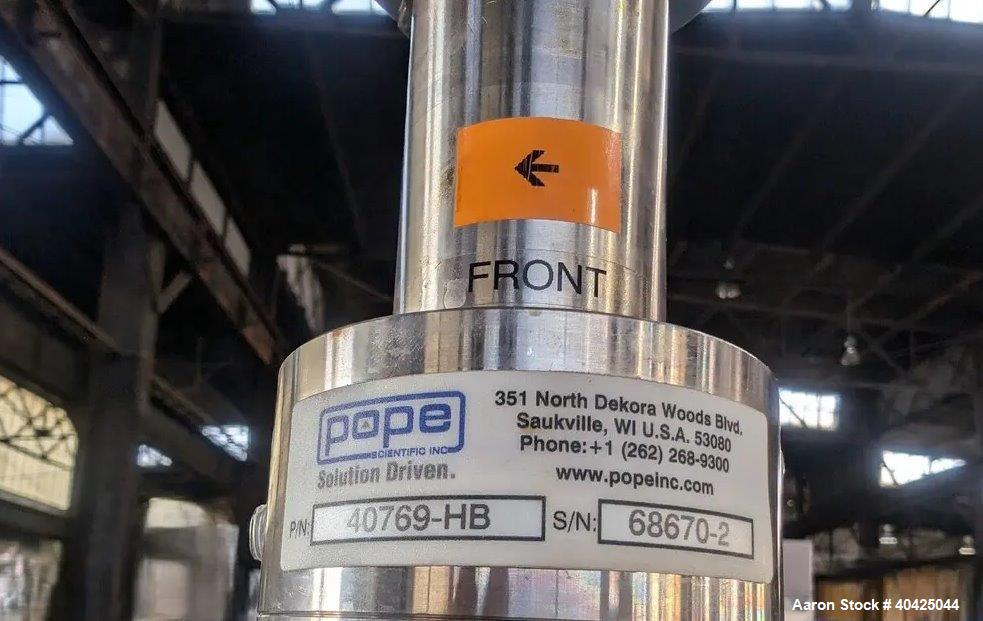 FRONT
pope
SCIENTIFIC INC
Solution Driven.
351 North Dekora Woods Blvd.
Saukville, WI U.S.A. 53080
Phone:+1 (262) 268-9300
www.popeinc.com
P/N: 40769-HB S/N: 68670-2
Aaron Stock # 40425044